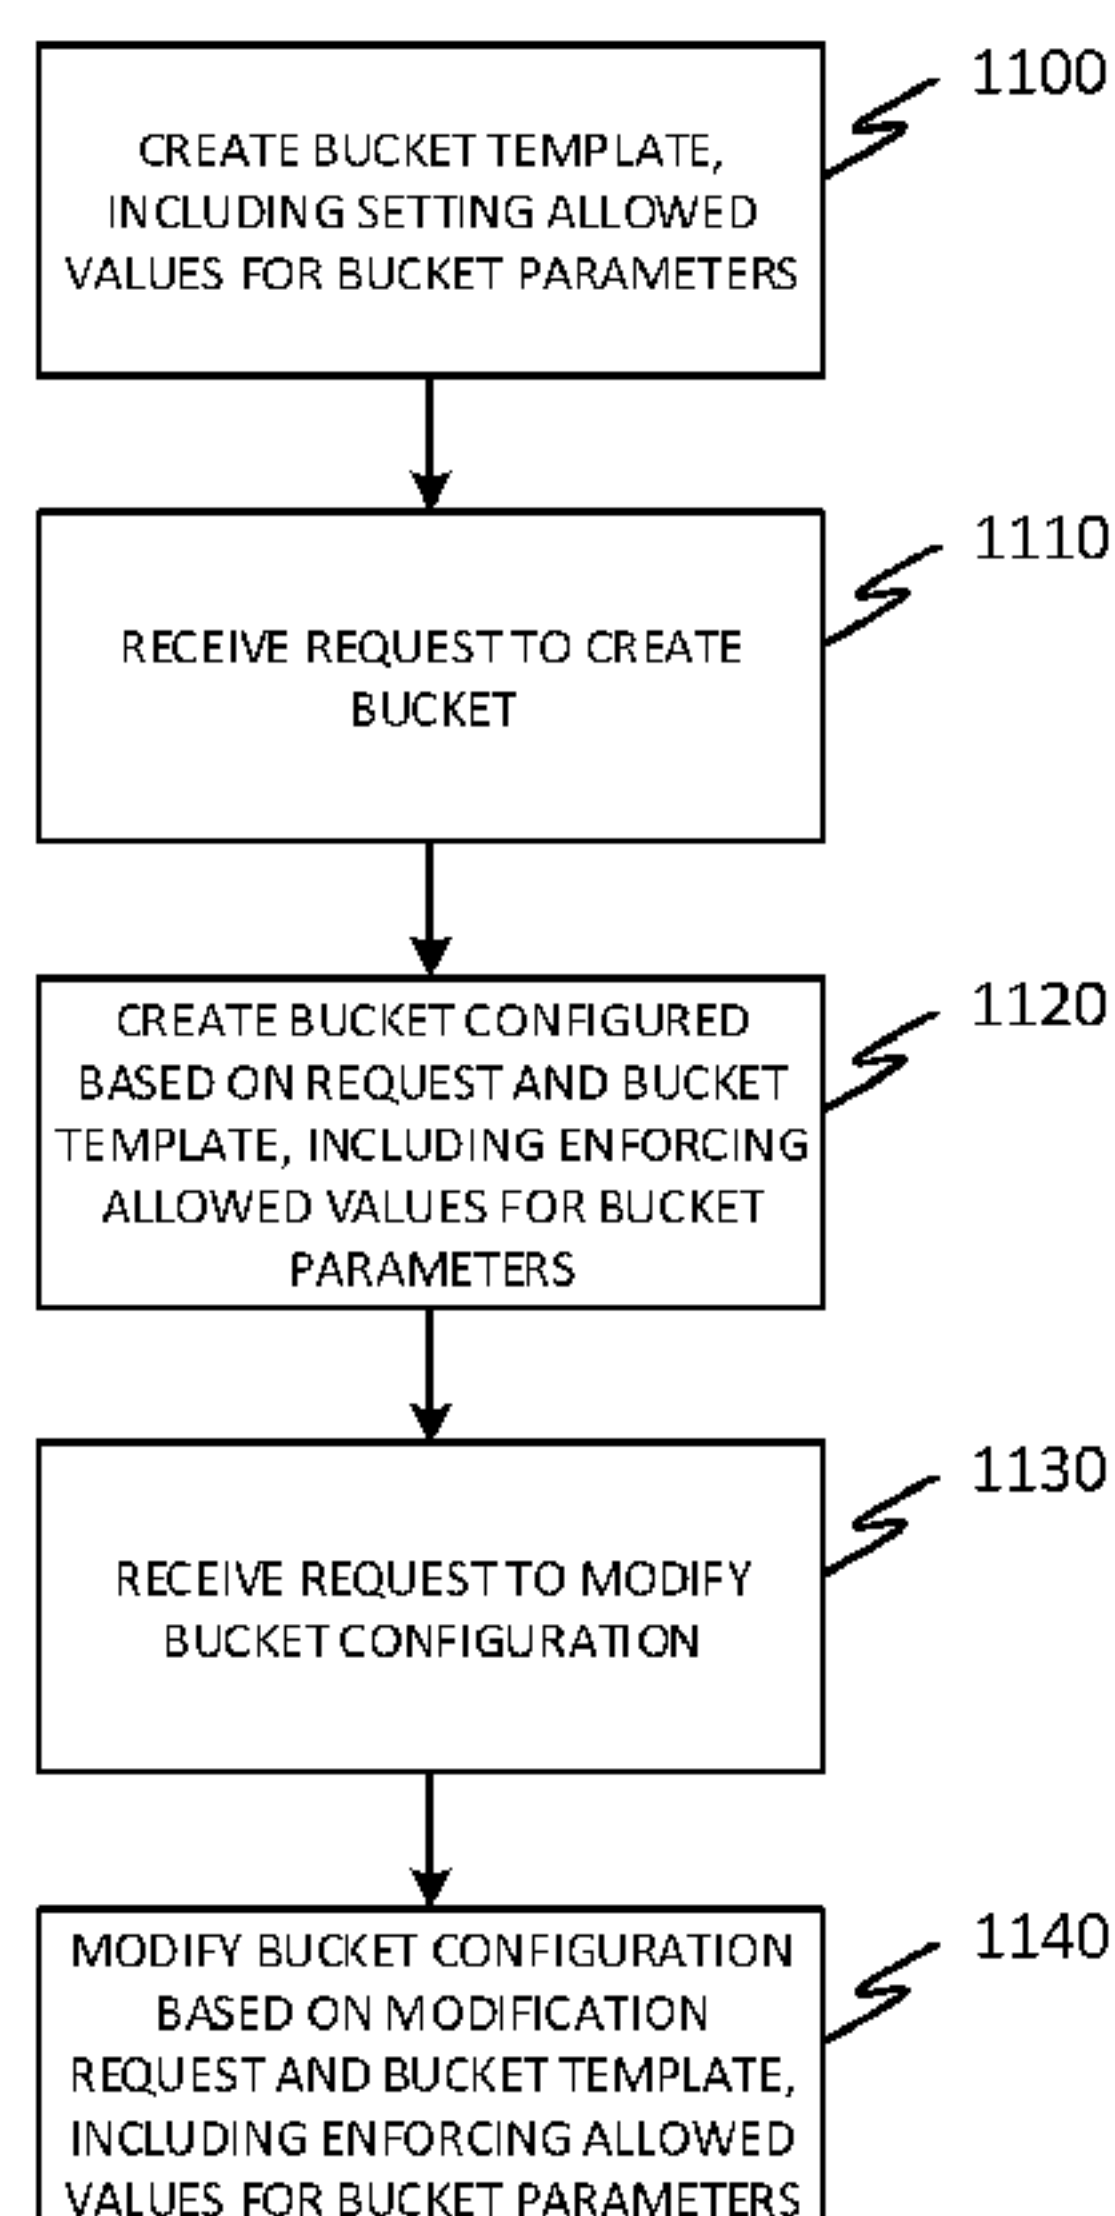 1100
CREATE BUCKET TEMPLATE,
INCLUDING SETTING ALLOWED
VALUES FOR BUCKET PARAMETERS
1110
RECEIVE REQUEST TO CREATE
BUCKET
1120
CREATE BUCKET CONFIGURED
BASED ON REQUEST AND BUCKET
TEMPLATE, INCLUDING ENFORCING
ALLOWED VALUES FOR BUCKET
PARAMETERS
1130
RECEIVE REQUEST TO MODIFY
BUCKET CONFIGURATION
1140
MODIFY BUCKET CONFIGURATION
BASED ON MODIFICATION
REQUEST AND BUCKET TEMPLATE,
INCLUDING ENFORCING ALLOWED
VALUES FOR BUCKET PARAMETERS